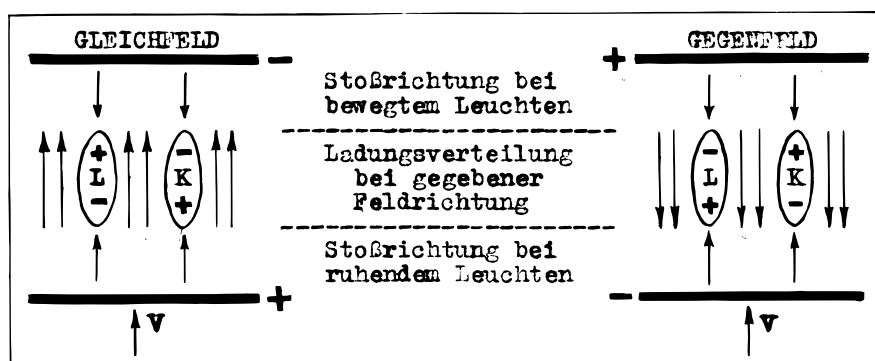 GLEICHFELD
-
+
GEGENFELD
Stoßrichtung bei
bewegtem Leuchten
+ - - +
L K L K
- + + -
Ladungsverteilung
bei gegebener
Feldrichtung
Stoßrichtung bei
ruhendem Leuchten
+
-
V
V